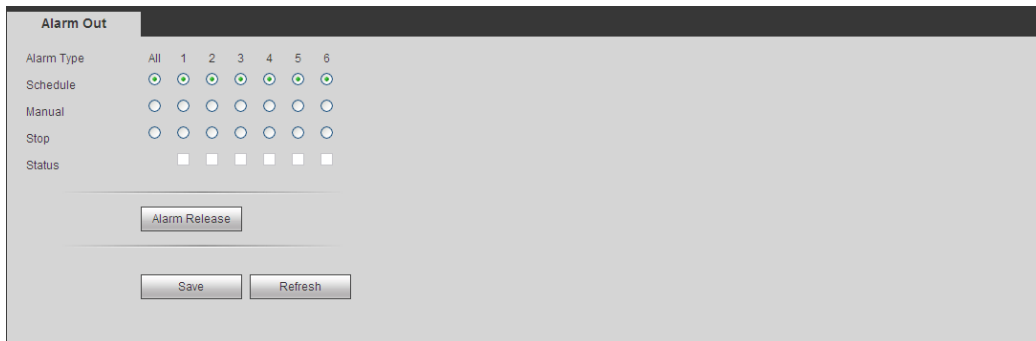 Alarm Out
Alarm Type All 1 2 3 4 5 6
Schedule
Manual
Stop
Status
Alarm Release
Save Refresh